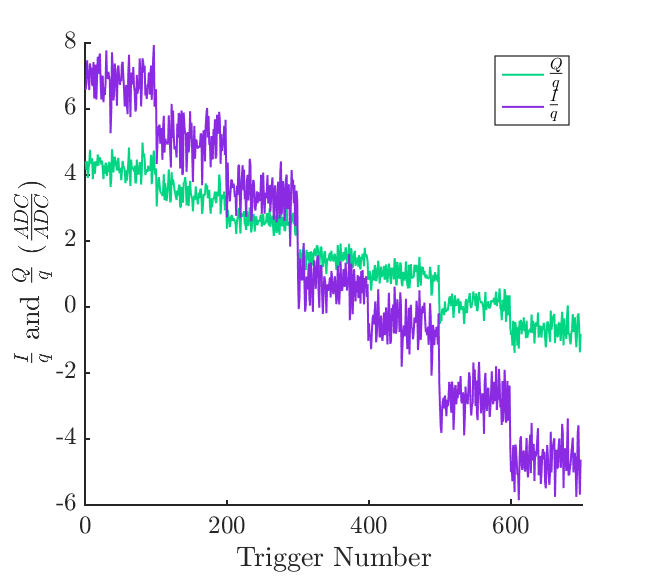 8
6
4
2
0
-2
-4
-6
0 200 400 600
Trigger Number
I/q and Q/q (ADC/ADC)
Q/q
I/q